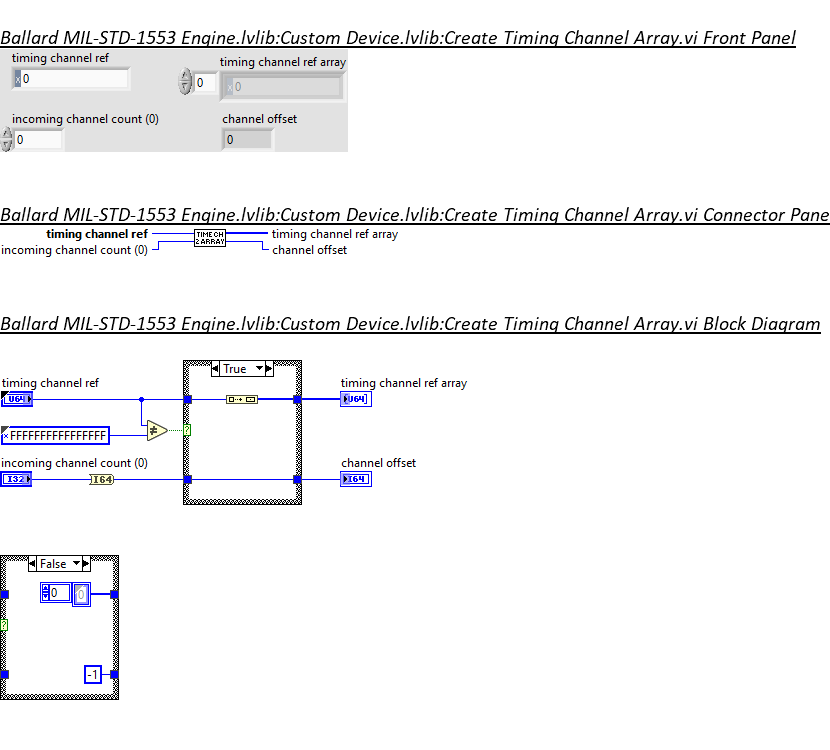 Ballard MIL-STD-1553 Engine.lvlib:Custom Device.lvlib:Create Timing Channel Array.vi Front Panel
timing channel ref
timing channel ref array
x 0
0
x 0
incoming channel count (0)
channel offset
0
0
Ballard MIL-STD-1553 Engine.lvlib:Custom Device.lvlib:Create Timing Channel Array.vi Connector Pane
timing channel ref
timing channel ref array
incoming channel count (0)
channel offset
TIME CH
2 ARRAY
Ballard MIL-STD-1553 Engine.lvlib:Custom Device.lvlib:Create Timing Channel Array.vi Block Diagram
True
timing channel ref
timing channel ref array
U64
U64
?
x FFFFFFFFFFFFFFFF
≠
incoming channel count (0)
channel offset
I32
I64
I64
False
0
0
?
-1